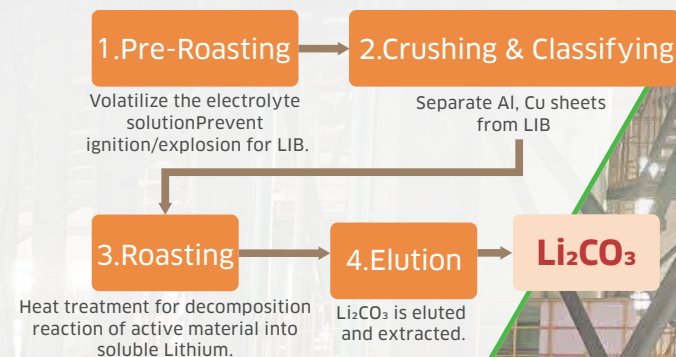 1.Pre-Roasting
2.Crushing & Classifying
Volatilize the electrolyte
solutionPrevent
ignition/explosion for LIB.
Separate Al, Cu sheets
from LIB
3.Roasting
4.Elution
Li₂CO₃
Heat treatment for decomposition
reaction of active material into
soluble Lithium.
Li₂CO₃ is eluted
and extracted.